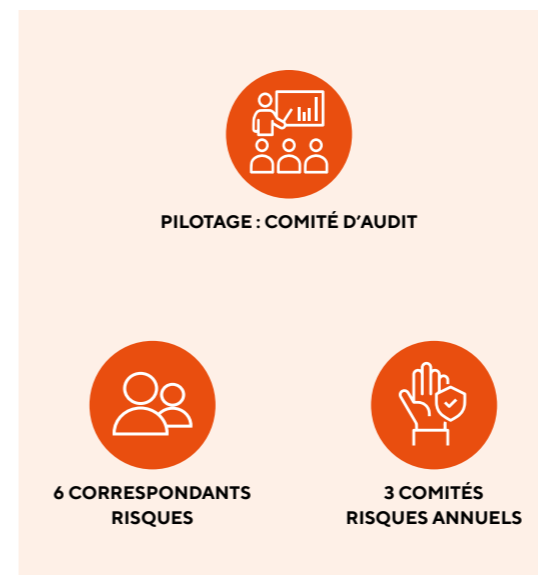 PILOTAGE : COMITÉ D’AUDIT
6 CORRESPONDANTS
RISQUES
3 COMITÉS
RISQUES ANNUELS